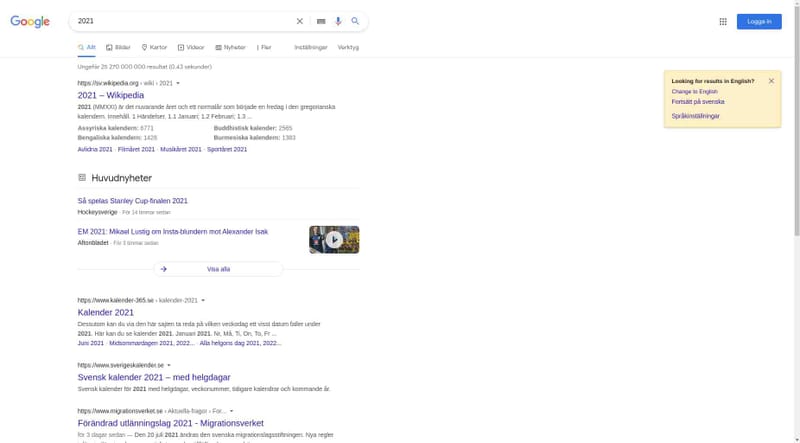 Google
2021
Logga in
Allt
Bilder
Kartor
Videor
Nyheter
Fler
Inställningar
Verktyg
Ungefär 25 270 000 000 resultat (0,43 sekunder)
https://sv.wikipedia.org › wiki › 2021
2021 – Wikipedia
2021 (MMXXI) är det nuvarande året och ett normalår som började en fredag i den gregorianska
kalendern. Innehåll. 1 Händelser. 1.1 Januari; 1.2 Februari; 1.3 ...
Assyriska kalendern: 6771
Buddhistisk kalender: 2565
Bengaliska kalendern: 1428
Burmesiska kalendern: 1383
Avlidna 2021 · Filmåret 2021 · Musikåret 2021 · Sportåret 2021
Looking for results in English?
Change to English
Fortsätt på svenska
Språkinställningar
Huvudnyheter
Så spelas Stanley Cup-finalen 2021
Hockeysverige · För 14 timmar sedan
EM 2021: Mikael Lustig om Insta-blundern mot Alexander Isak
Aftonbladet · För 3 timmar sedan
Visa alla
https://www.kalender-365.se › kalender-2021
Kalender 2021
Dessutom kan du via den här sajten ta reda på vilken veckodag ett visst datum faller under
2021. Här kan du se kalender 2021. Januari 2021. Nr, Må, Ti, On, To, Fr ...
Juni 2021 · Midsommardagen 2021, 2022... · Alla helgons dag 2021, 2022...
https://www.sverigeskalender.se
Svensk kalender 2021 – med helgdagar
Svensk kalender för 2021 med helgdagar, veckonummer, tidigare kalendrar och kommande år.
https://www.migrationsverket.se › Aktuella-fragor › For...
Förändrad utlänningslag 2021 - Migrationsverket
för 3 dagar sedan — Den 20 juli 2021 ändras den svenska migrationslagstiftningen. Nya regler